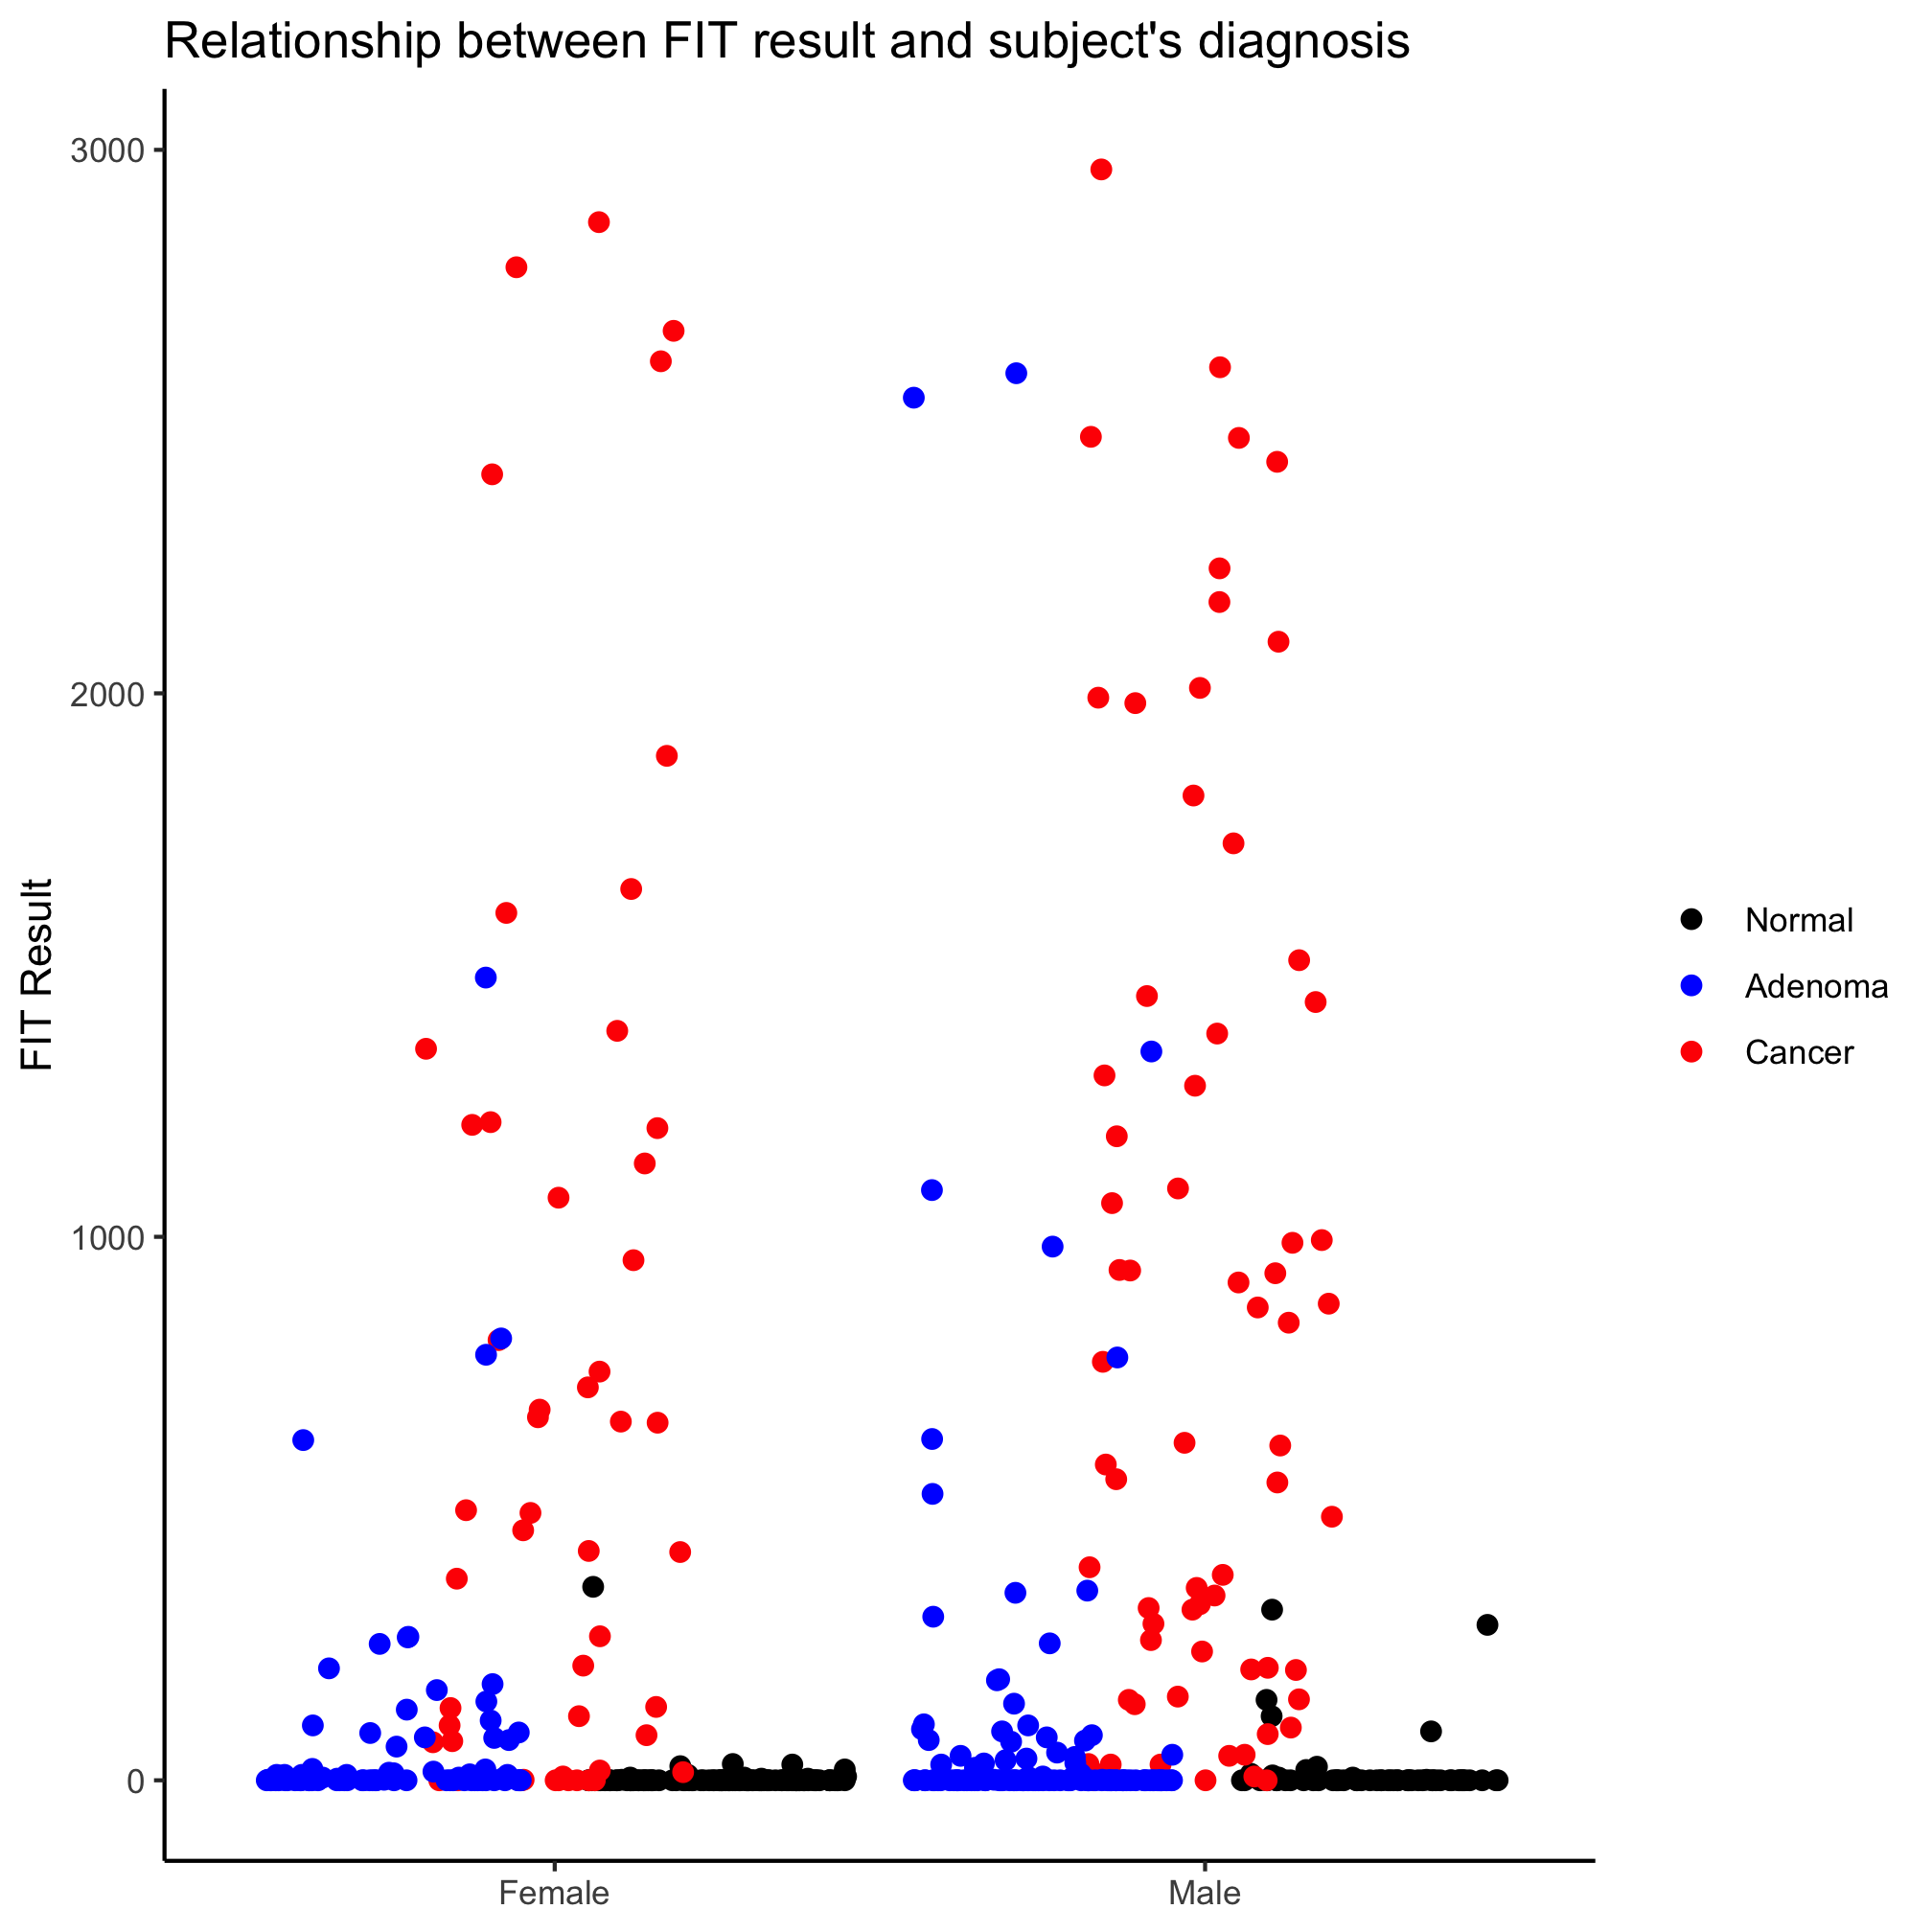 Relationship between FIT result and subject's diagnosis
FIT Result
3000
2000
1000
0
Female
Male
Normal
Adenoma
Cancer